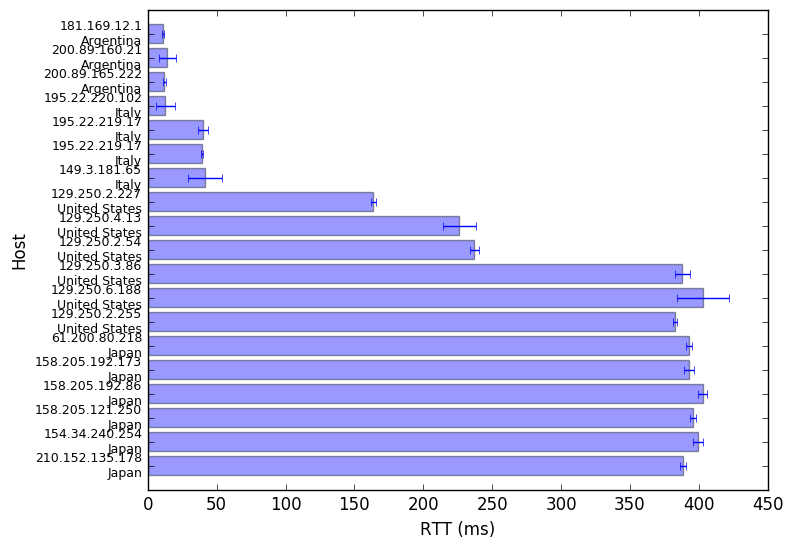 181.169.12.1
Argentina
200.89.160.21
Argentina
200.89.165.222
Argentina
195.22.220.102
Italy
195.22.219.17
Italy
195.22.219.17
Italy
149.3.181.65
Italy
129.250.2.227
United States
129.250.4.13
United States
129.250.2.54
United States
129.250.3.86
United States
129.250.6.188
United States
129.250.2.255
United States
61.200.80.218
Japan
158.205.192.173
Japan
158.205.192.86
Japan
158.205.121.250
Japan
154.34.240.254
Japan
210.152.135.178
Japan
Host
0 50 100 150 200 250 300 350 400 450
RTT (ms)